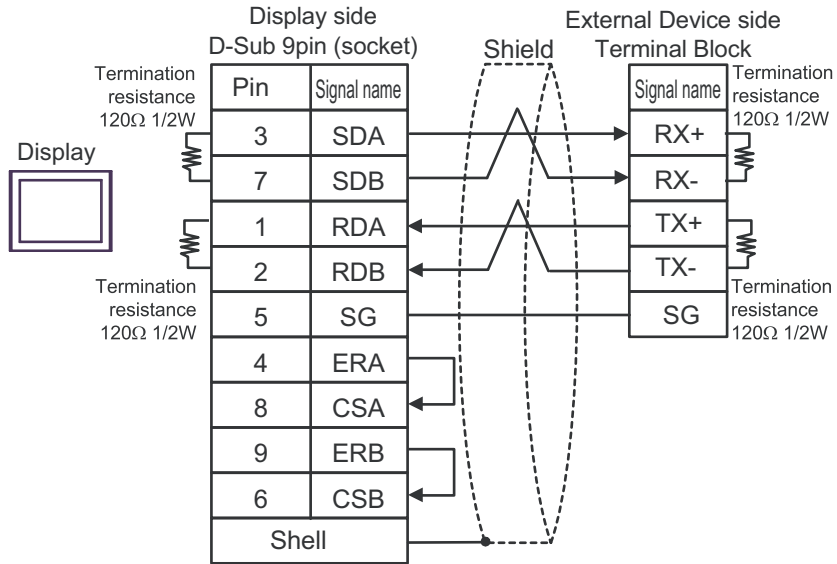 Display side
D-Sub 9pin (socket)
Shield
External Device side
Terminal Block
Termination
resistance
120Ω 1/2W
Pin
Signal name
Signal name
Termination
resistance
120Ω 1/2W
Display
3
SDA
RX+
7
SDB
RX-
1
RDA
TX+
2
RDB
TX-
Termination
resistance
120Ω 1/2W
5
SG
SG
Termination
resistance
120Ω 1/2W
4
ERA
8
CSA
9
ERB
6
CSB
Shell